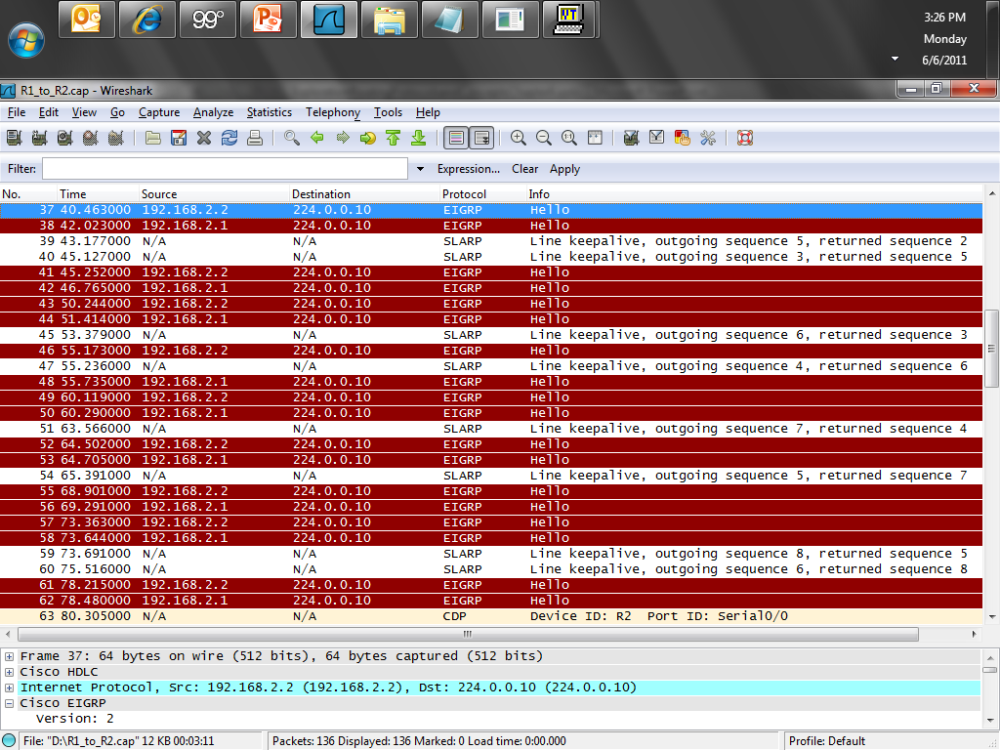 99°
3:26 PM
Monday
6/6/2011
R1_to_R2.cap - Wireshark
File Edit View Go Capture Analyze Statistics Telephony Tools Help
Filter: Expression... Clear Apply
No. Time Source Destination Protocol Info
37 40.463000 192.168.2.2 224.0.0.10 EIGRP Hello
38 42.023000 192.168.2.1 224.0.0.10 EIGRP Hello
39 43.177000 N/A N/A SLARP Line keepalive, outgoing sequence 5, returned sequence 2
40 45.127000 N/A N/A SLARP Line keepalive, outgoing sequence 3, returned sequence 5
41 45.252000 192.168.2.2 224.0.0.10 EIGRP Hello
42 46.765000 192.168.2.1 224.0.0.10 EIGRP Hello
43 50.244000 192.168.2.2 224.0.0.10 EIGRP Hello
44 51.414000 192.168.2.1 224.0.0.10 EIGRP Hello
45 53.379000 N/A N/A SLARP Line keepalive, outgoing sequence 6, returned sequence 3
46 55.173000 192.168.2.2 224.0.0.10 EIGRP Hello
47 55.236000 N/A N/A SLARP Line keepalive, outgoing sequence 4, returned sequence 6
48 55.735000 192.168.2.1 224.0.0.10 EIGRP Hello
49 60.119000 192.168.2.2 224.0.0.10 EIGRP Hello
50 60.290000 192.168.2.1 224.0.0.10 EIGRP Hello
51 63.566000 N/A N/A SLARP Line keepalive, outgoing sequence 7, returned sequence 4
52 64.502000 192.168.2.2 224.0.0.10 EIGRP Hello
53 64.705000 192.168.2.1 224.0.0.10 EIGRP Hello
54 65.391000 N/A N/A SLARP Line keepalive, outgoing sequence 5, returned sequence 7
55 68.901000 192.168.2.2 224.0.0.10 EIGRP Hello
56 69.291000 192.168.2.1 224.0.0.10 EIGRP Hello
57 73.363000 192.168.2.2 224.0.0.10 EIGRP Hello
58 73.644000 192.168.2.1 224.0.0.10 EIGRP Hello
59 73.691000 N/A N/A SLARP Line keepalive, outgoing sequence 8, returned sequence 5
60 75.516000 N/A N/A SLARP Line keepalive, outgoing sequence 6, returned sequence 8
61 78.215000 192.168.2.2 224.0.0.10 EIGRP Hello
62 78.480000 192.168.2.1 224.0.0.10 EIGRP Hello
63 80.305000 N/A N/A CDP Device ID: R2 Port ID: Serial0/0
Frame 37: 64 bytes on wire (512 bits), 64 bytes captured (512 bits)
Cisco HDLC
Internet Protocol, Src: 192.168.2.2 (192.168.2.2), Dst: 224.0.0.10 (224.0.0.10)
Cisco EIGRP
Version: 2
File: "D:\R1_to_R2.cap" 12 KB 00:03:11 Packets: 136 Displayed: 136 Marked: 0 Load time: 0:00.000 Profile: Default